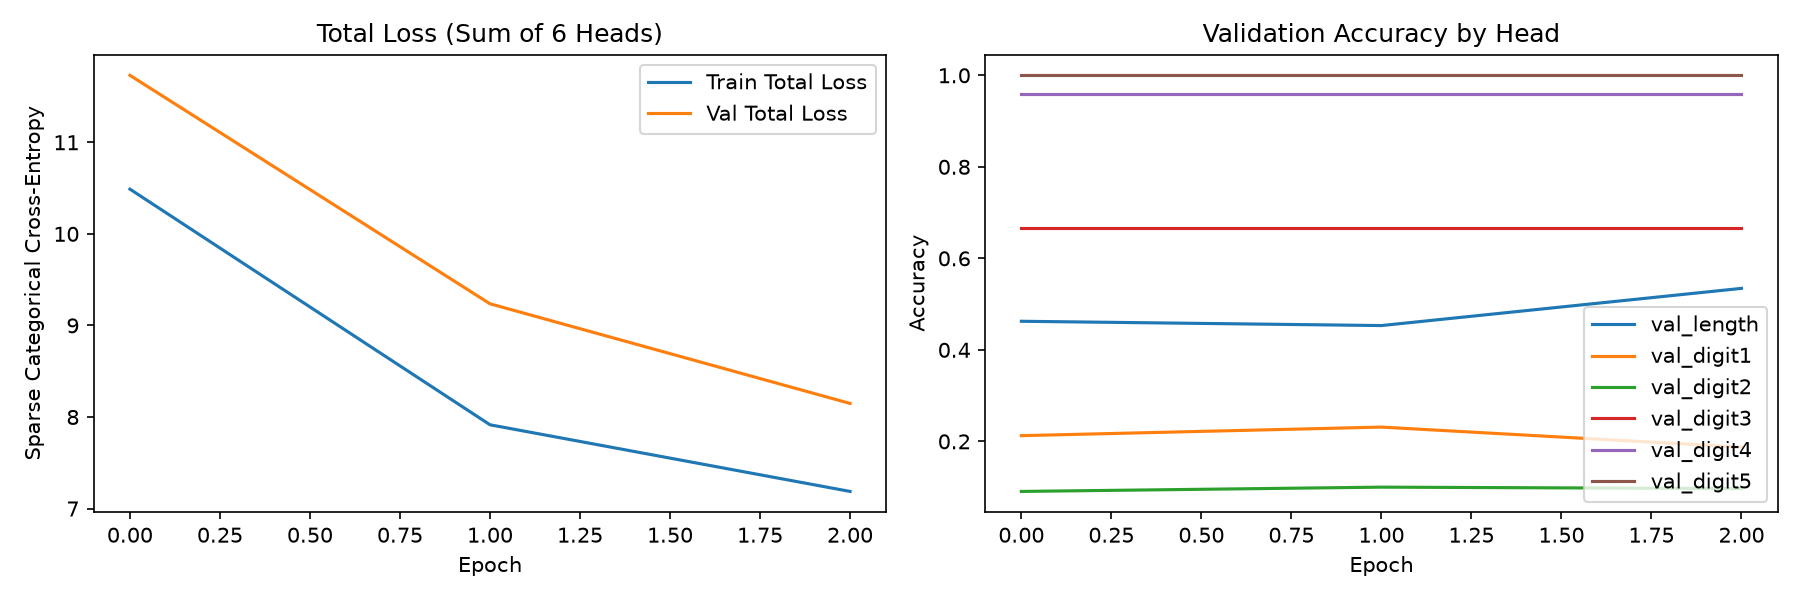 Total Loss (Sum of 6 Heads)
Sparse Categorical Cross-Entropy
11
10
9
8
7
Train Total Loss
Val Total Loss
0.00 0.25 0.50 0.75 1.00 1.25 1.50 1.75 2.00
Epoch
Validation Accuracy by Head
Accuracy
1.0
0.8
0.6
0.4
0.2
val_length
val_digit1
val_digit2
val_digit3
val_digit4
val_digit5
0.00 0.25 0.50 0.75 1.00 1.25 1.50 1.75 2.00
Epoch